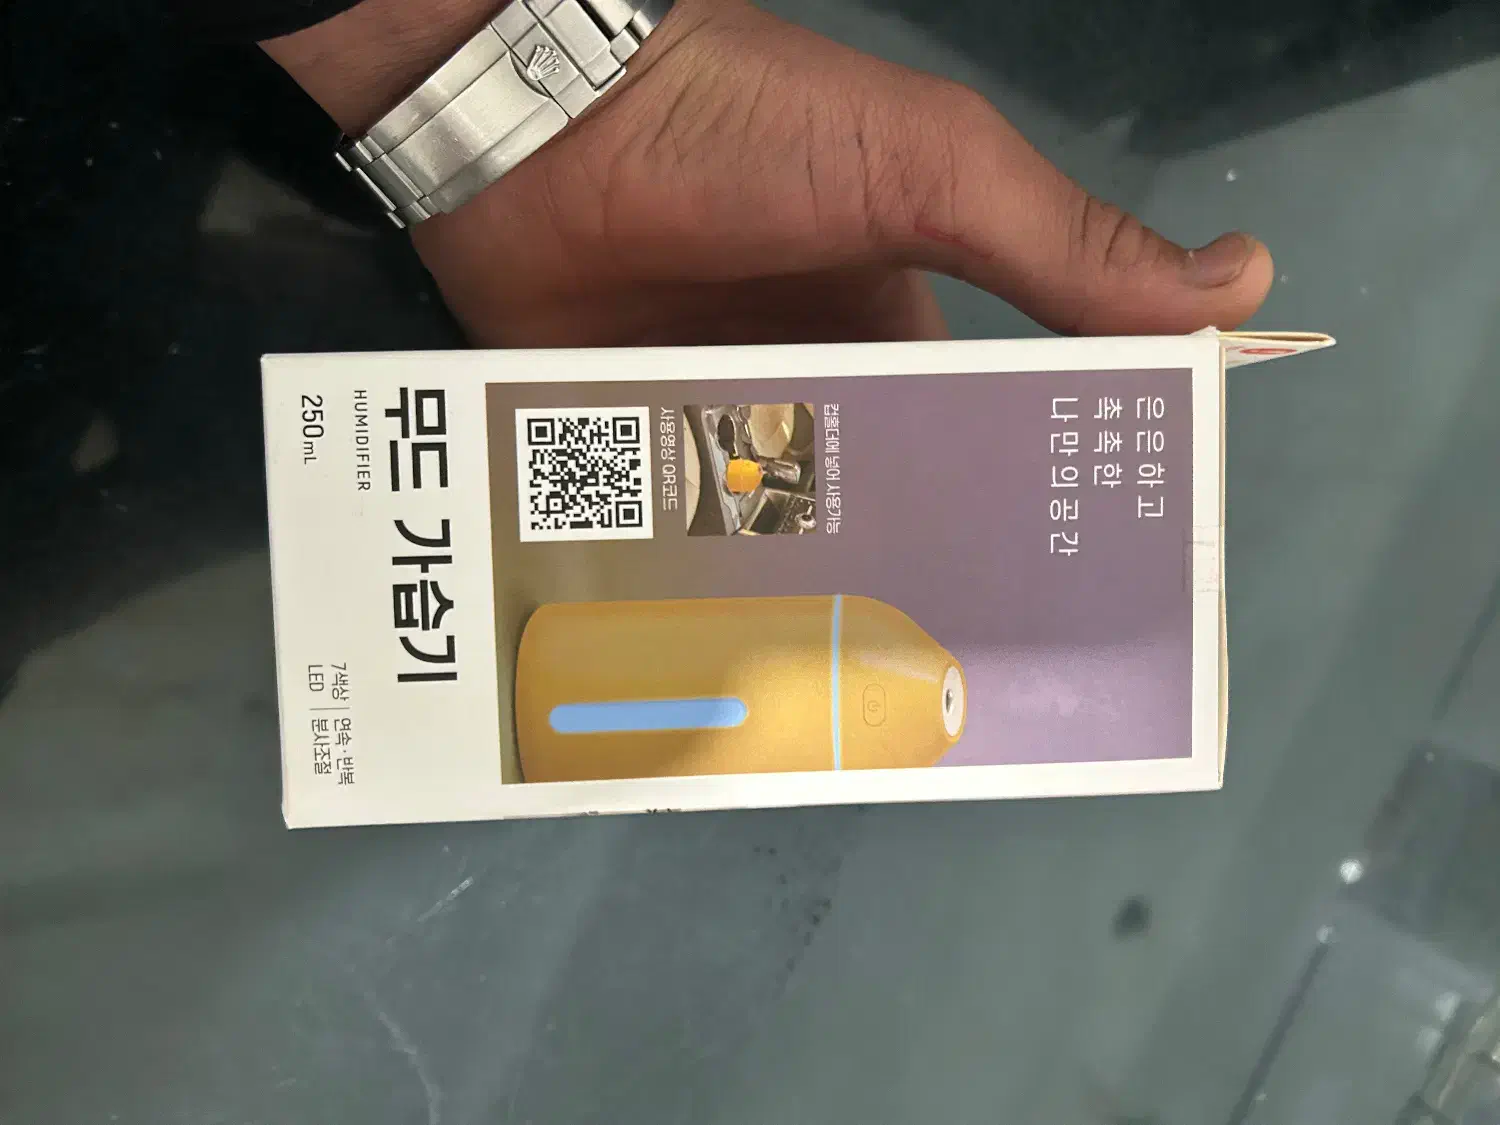 은은하고
촉촉한
나만의공간
컵홀더에 넣어 사용가능
사용영상 QR코드
무드 가습기
HUMIDIFIER
250mL
7색상 | 연속·반복
LED | 분사조절